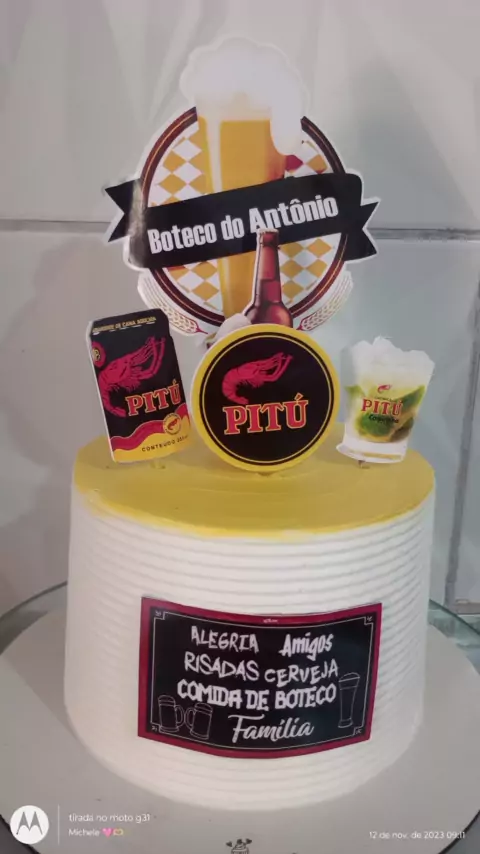 Boteco do Antônio
PITÚ
PITÚ
PITÚ
ALEGRIA Amigos
RISADAS CERVEJA
COMIDA DE BOTECO
Família
tirada no moto g31
Michele 🩷🫶
12 de nov. de 2023 09:11